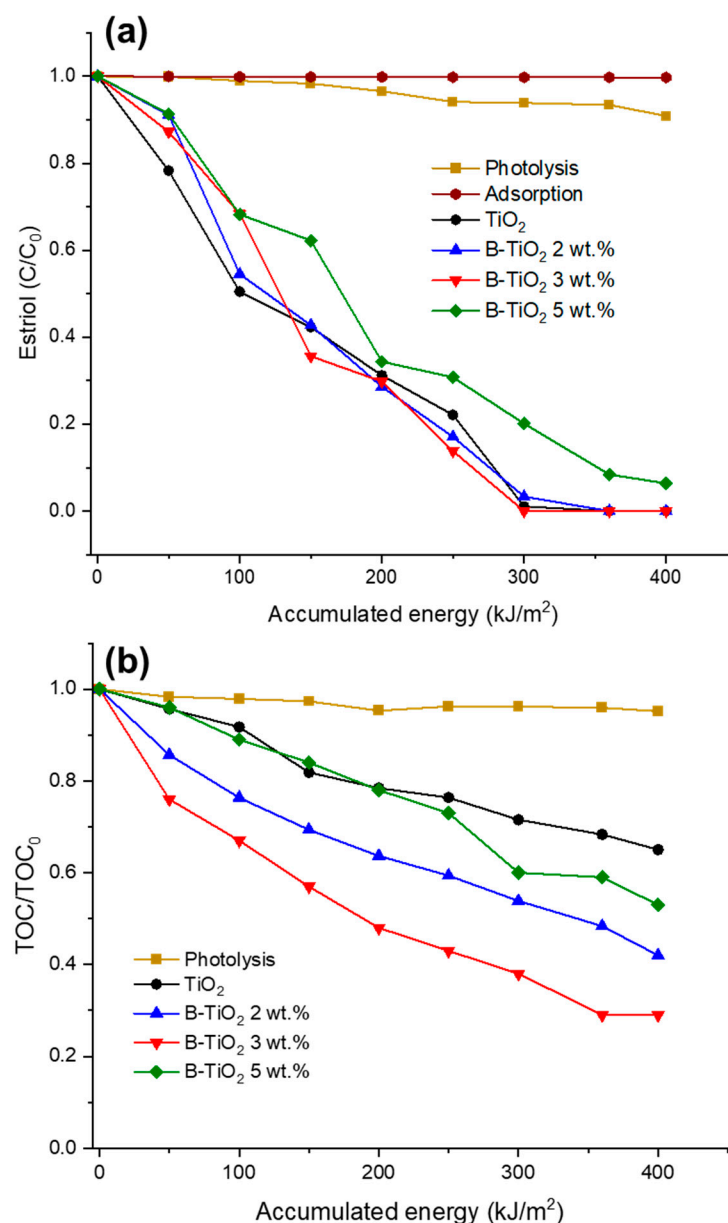 (a)
1.0
0.8
0.6
0.4
0.2
0.0
Estriol (C/C₀)
Photolysis
Adsorption
TiO₂
B-TiO₂ 2 wt.%
B-TiO₂ 3 wt.%
B-TiO₂ 5 wt.%
0 100 200 300 400
Accumulated energy (kJ/m²)
(b)
1.0
0.8
0.6
0.4
0.2
0.0
TOC/TOC₀
Photolysis
TiO₂
B-TiO₂ 2 wt.%
B-TiO₂ 3 wt.%
B-TiO₂ 5 wt.%
0 100 200 300 400
Accumulated energy (kJ/m²)